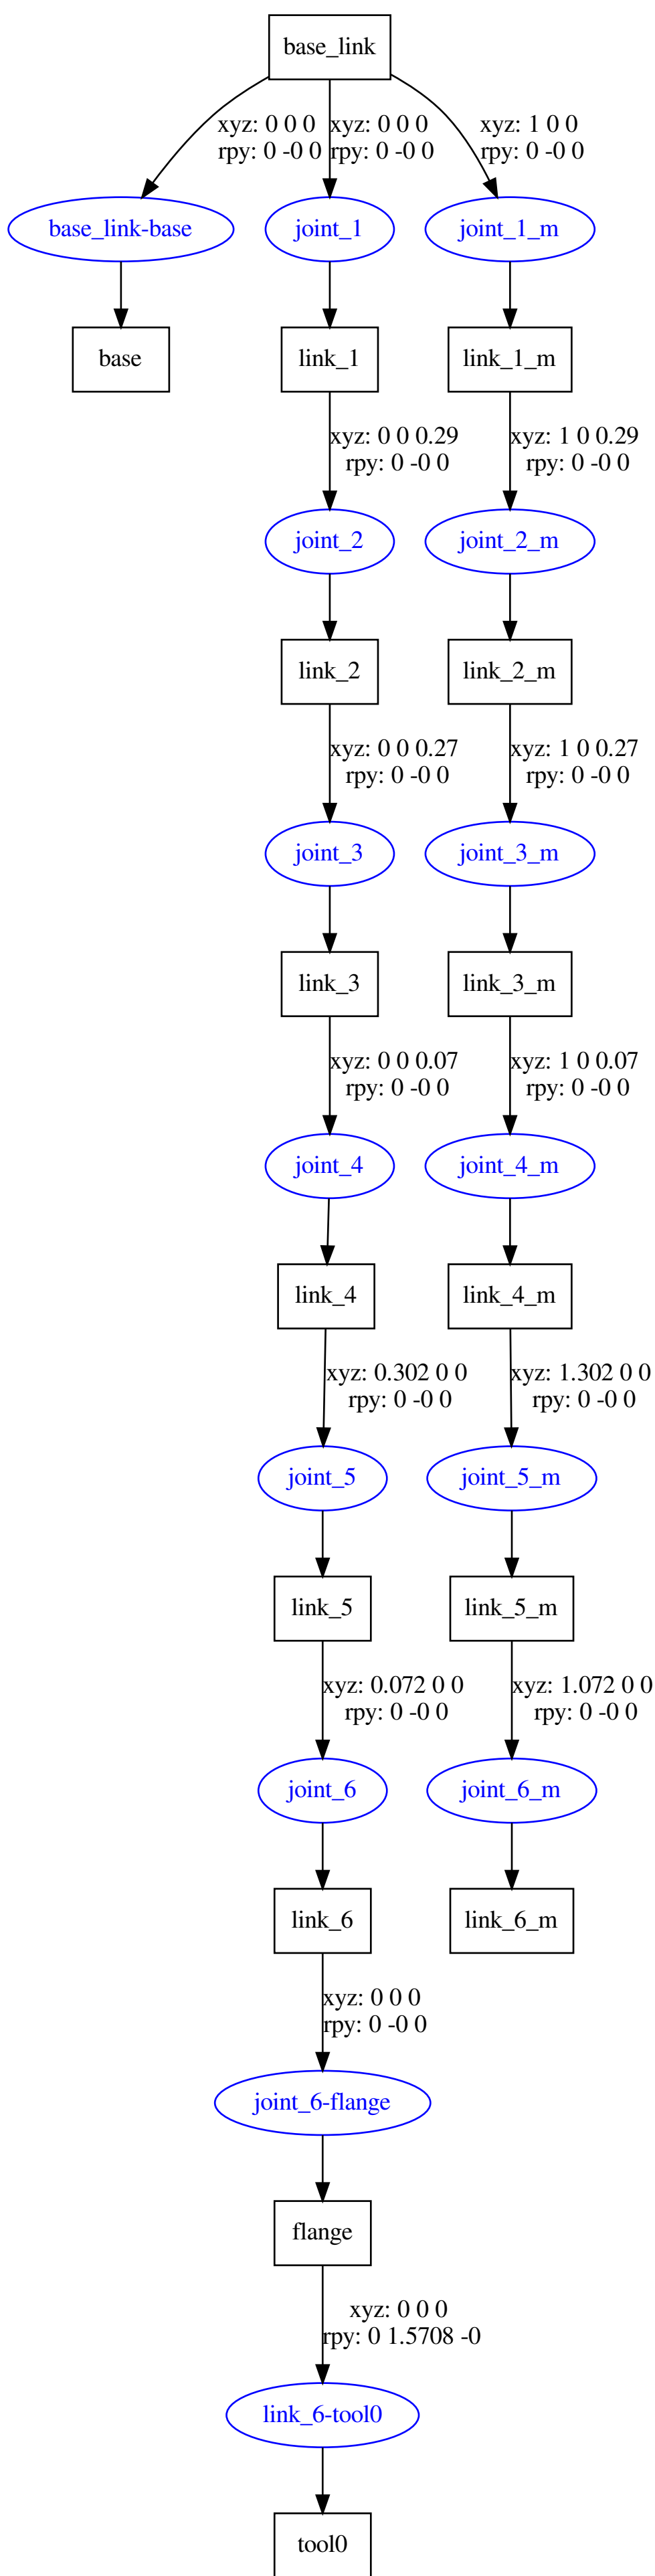 base_link
xyz: 0 0 0
rpy: 0 -0 0
xyz: 0 0 0
rpy: 0 -0 0
xyz: 1 0 0
rpy: 0 -0 0
base_link-base
joint_1
joint_1_m
base
link_1
link_1_m
xyz: 0 0 0.29
rpy: 0 -0 0
xyz: 1 0 0.29
rpy: 0 -0 0
joint_2
joint_2_m
link_2
link_2_m
xyz: 0 0 0.27
rpy: 0 -0 0
xyz: 1 0 0.27
rpy: 0 -0 0
joint_3
joint_3_m
link_3
link_3_m
xyz: 0 0 0.07
rpy: 0 -0 0
xyz: 1 0 0.07
rpy: 0 -0 0
joint_4
joint_4_m
link_4
link_4_m
xyz: 0.302 0 0
rpy: 0 -0 0
xyz: 1.302 0 0
rpy: 0 -0 0
joint_5
joint_5_m
link_5
link_5_m
xyz: 0.072 0 0
rpy: 0 -0 0
xyz: 1.072 0 0
rpy: 0 -0 0
joint_6
joint_6_m
link_6
link_6_m
xyz: 0 0 0
rpy: 0 -0 0
joint_6-flange
flange
xyz: 0 0 0
rpy: 0 1.5708 -0
link_6-tool0
tool0